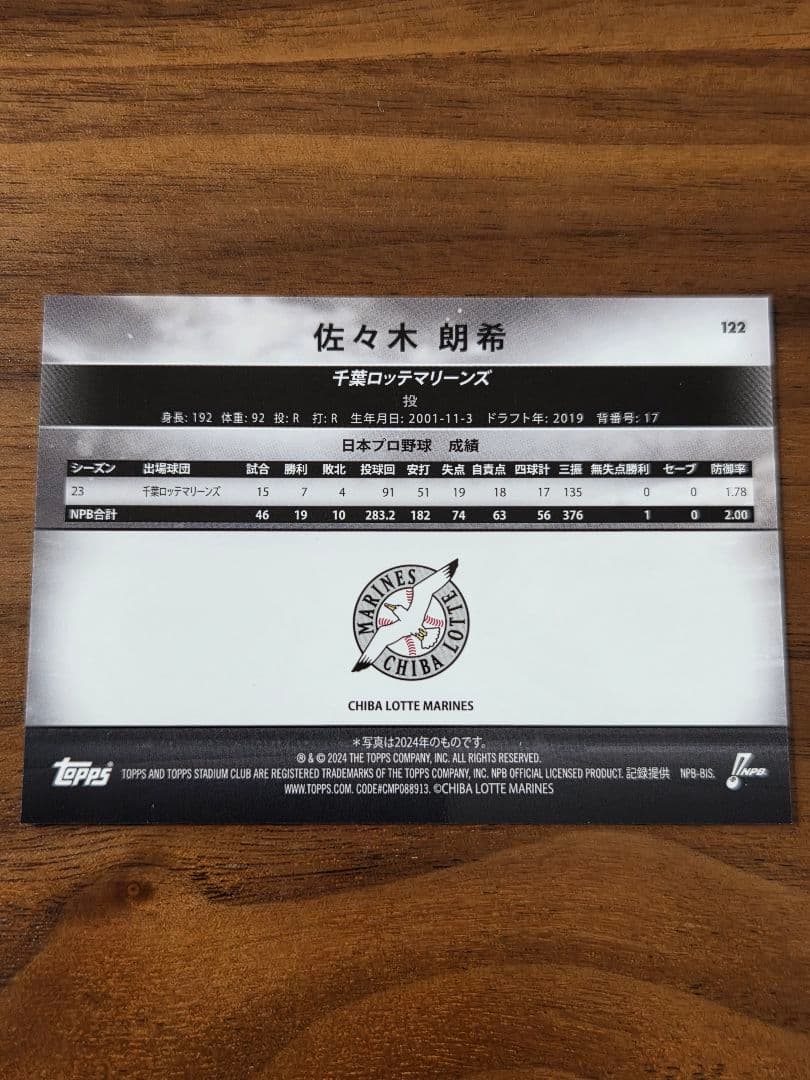 佐々木 朗希
122
千葉ロッテマリーンズ
投
身長: 192 体重: 92 投: R 打: R 生年月日: 2001-11-3 ドラフト年: 2019 背番号: 17
日本プロ野球 成績
シーズン 出場球団 試合 勝利 敗北 投球回 安打 失点 自責点 四球計 三振 無失点勝利 セーブ 防御率
23 千葉ロッテマリーンズ 15 7 4 91 51 19 18 17 135 0 0 1.78
NPB合計 46 19 10 283.2 182 74 63 56 376 1 0 2.00
MARINES
CHIBA LOTTE
CHIBA LOTTE MARINES
*写真は2024年のものです。
® & © 2024 THE TOPPS COMPANY, INC. ALL RIGHTS RESERVED.
Topps® TOPPS AND TOPPS STADIUM CLUB ARE REGISTERED TRADEMARKS OF THE TOPPS COMPANY, INC. NPB OFFICIAL LICENSED PRODUCT. 記録提供 NPB-BIS. NPB
WWW.TOPPS.COM. CODE#CMP088913. ©CHIBA LOTTE MARINES